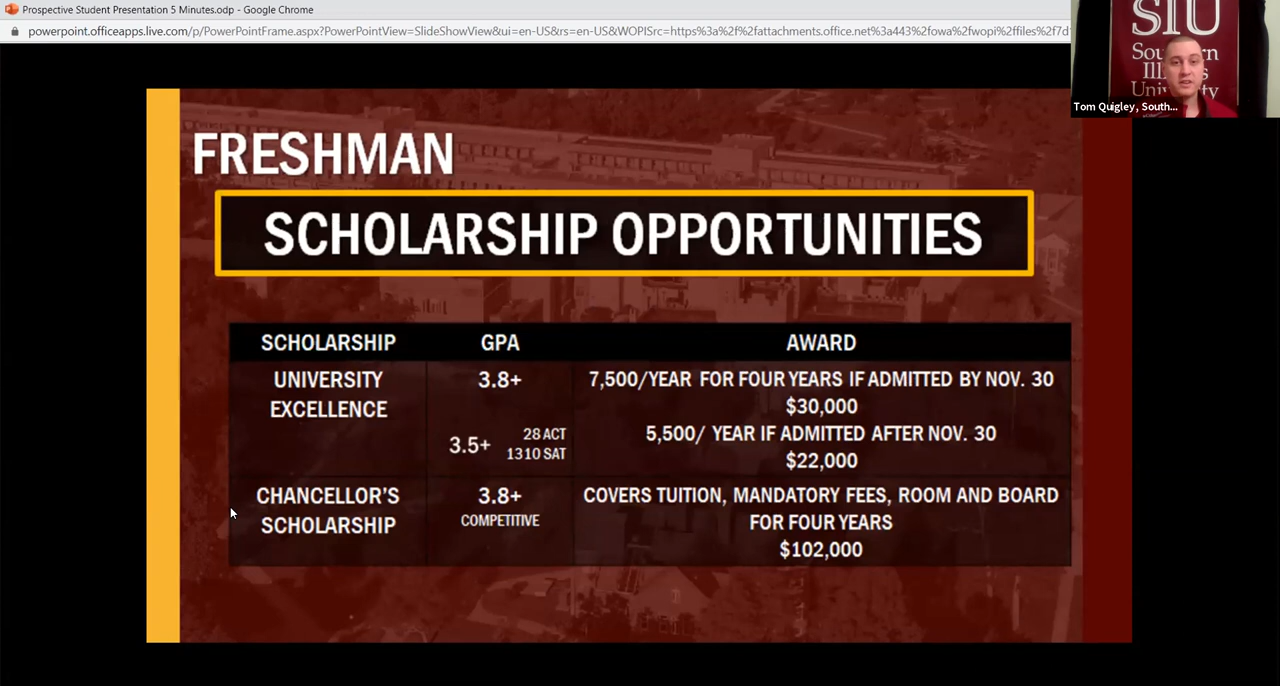 Prospective Student Presentation 5 Minutes.odp - Google Chrome
powerpoint.officeapps.live.com/p/PowerPointFrame.aspx?PowerPointView=SlideShowView&ui=en-US&rs=en-US&WOPISrc=https%3a%2f%2fattachments.office.net%3a443%2fowa%2fwopi%2ffiles%2f7d
SIU
Southern
Illinois
University
Tom Quigley, South...
FRESHMAN
SCHOLARSHIP OPPORTUNITIES
SCHOLARSHIP GPA AWARD
UNIVERSITY
EXCELLENCE
3.8+
3.5+ 28 ACT
1310 SAT
7,500/YEAR FOR FOUR YEARS IF ADMITTED BY NOV. 30
$30,000
5,500/ YEAR IF ADMITTED AFTER NOV. 30
$22,000
CHANCELLOR'S
SCHOLARSHIP
3.8+
COMPETITIVE
COVERS TUITION, MANDATORY FEES, ROOM AND BOARD
FOR FOUR YEARS
$102,000